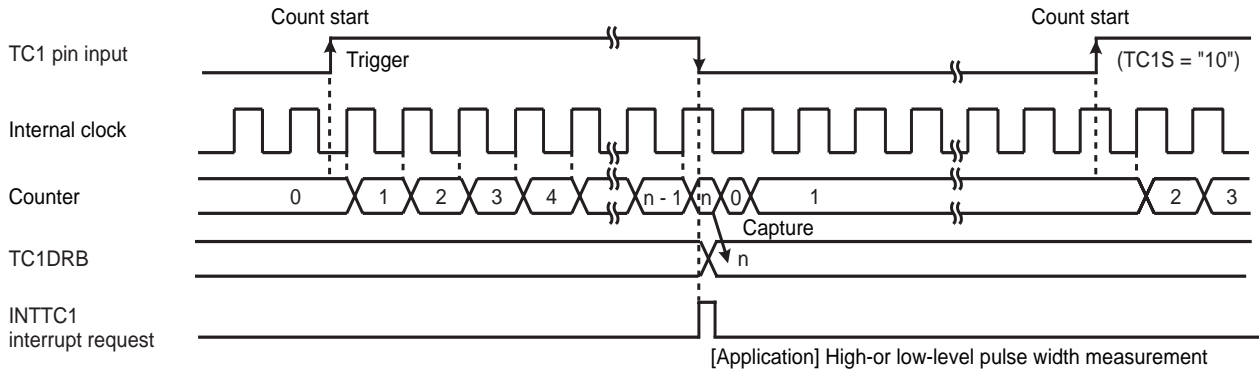 Count start
Count start
TC1 pin input
Trigger
(TC1S = "10")
Internal clock
Counter
0 1 2 3 4 n - 1 n 0 1 2 3
Capture
TC1DRB
n
INTTC1
interrupt request
[Application] High-or low-level pulse width measurement